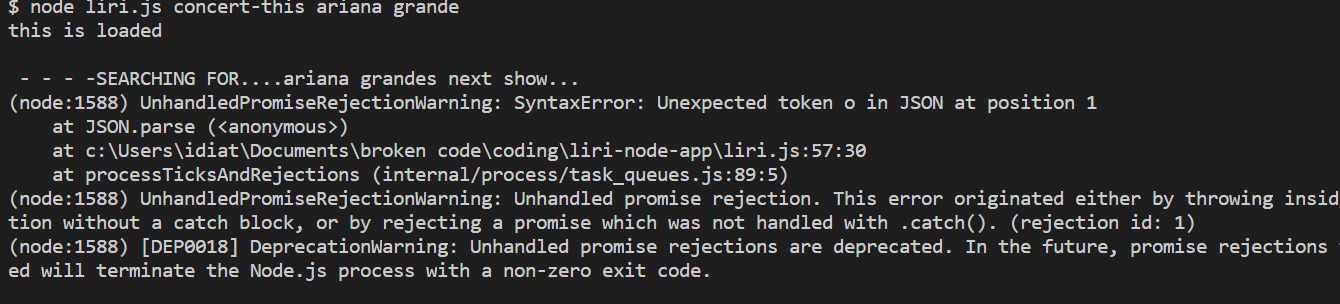 $ node liri.js concert-this ariana grande
this is loaded
- - - -SEARCHING FOR....ariana grandes next show...
(node:1588) UnhandledPromiseRejectionWarning: SyntaxError: Unexpected token o in JSON at position 1
at JSON.parse (<anonymous>)
at c:\Users\idiat\Documents\broken code\coding\liri-node-app\liri.js:57:30
at processTicksAndRejections (internal/process/task_queues.js:89:5)
(node:1588) UnhandledPromiseRejectionWarning: Unhandled promise rejection. This error originated either by throwing insid
tion without a catch block, or by rejecting a promise which was not handled with .catch(). (rejection id: 1)
(node:1588) [DEP0018] DeprecationWarning: Unhandled promise rejections are deprecated. In the future, promise rejections
ed will terminate the Node.js process with a non-zero exit code.